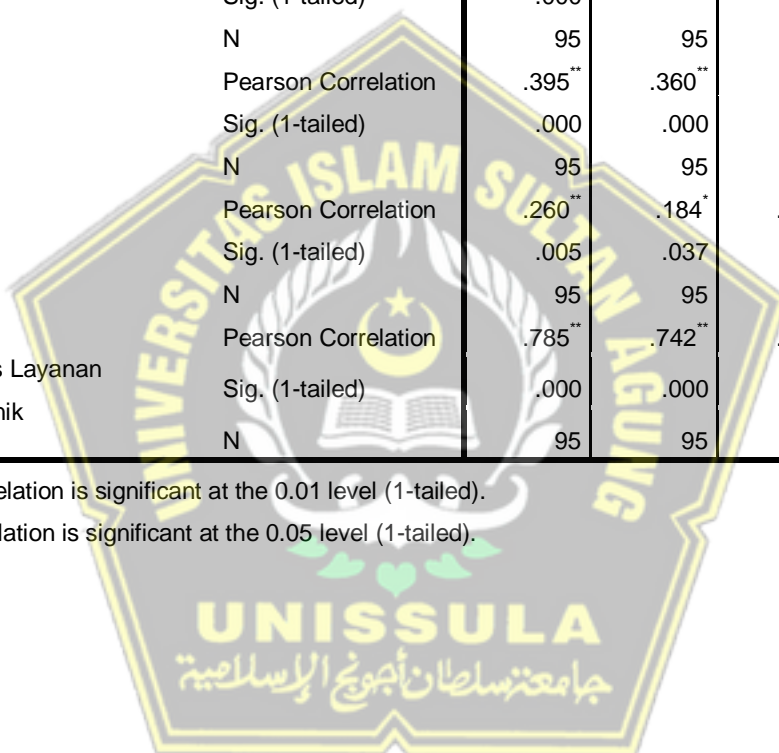 Sig. (1-tailed) .000
N 95 95
Pearson Correlation .395** .360**
Sig. (1-tailed) .000 .000
N 95 95
Pearson Correlation .260** .184*
Sig. (1-tailed) .005 .037
N 95 95
Pearson Correlation .785** .742**
s Layanan
nik
Sig. (1-tailed) .000 .000
N 95 95
elation is significant at the 0.01 level (1-tailed).
lation is significant at the 0.05 level (1-tailed).
UNIVERSITAS ISLAM SULTAN AGUNG
UNISSULA
جامعة سلطان أجونج الإسلامية